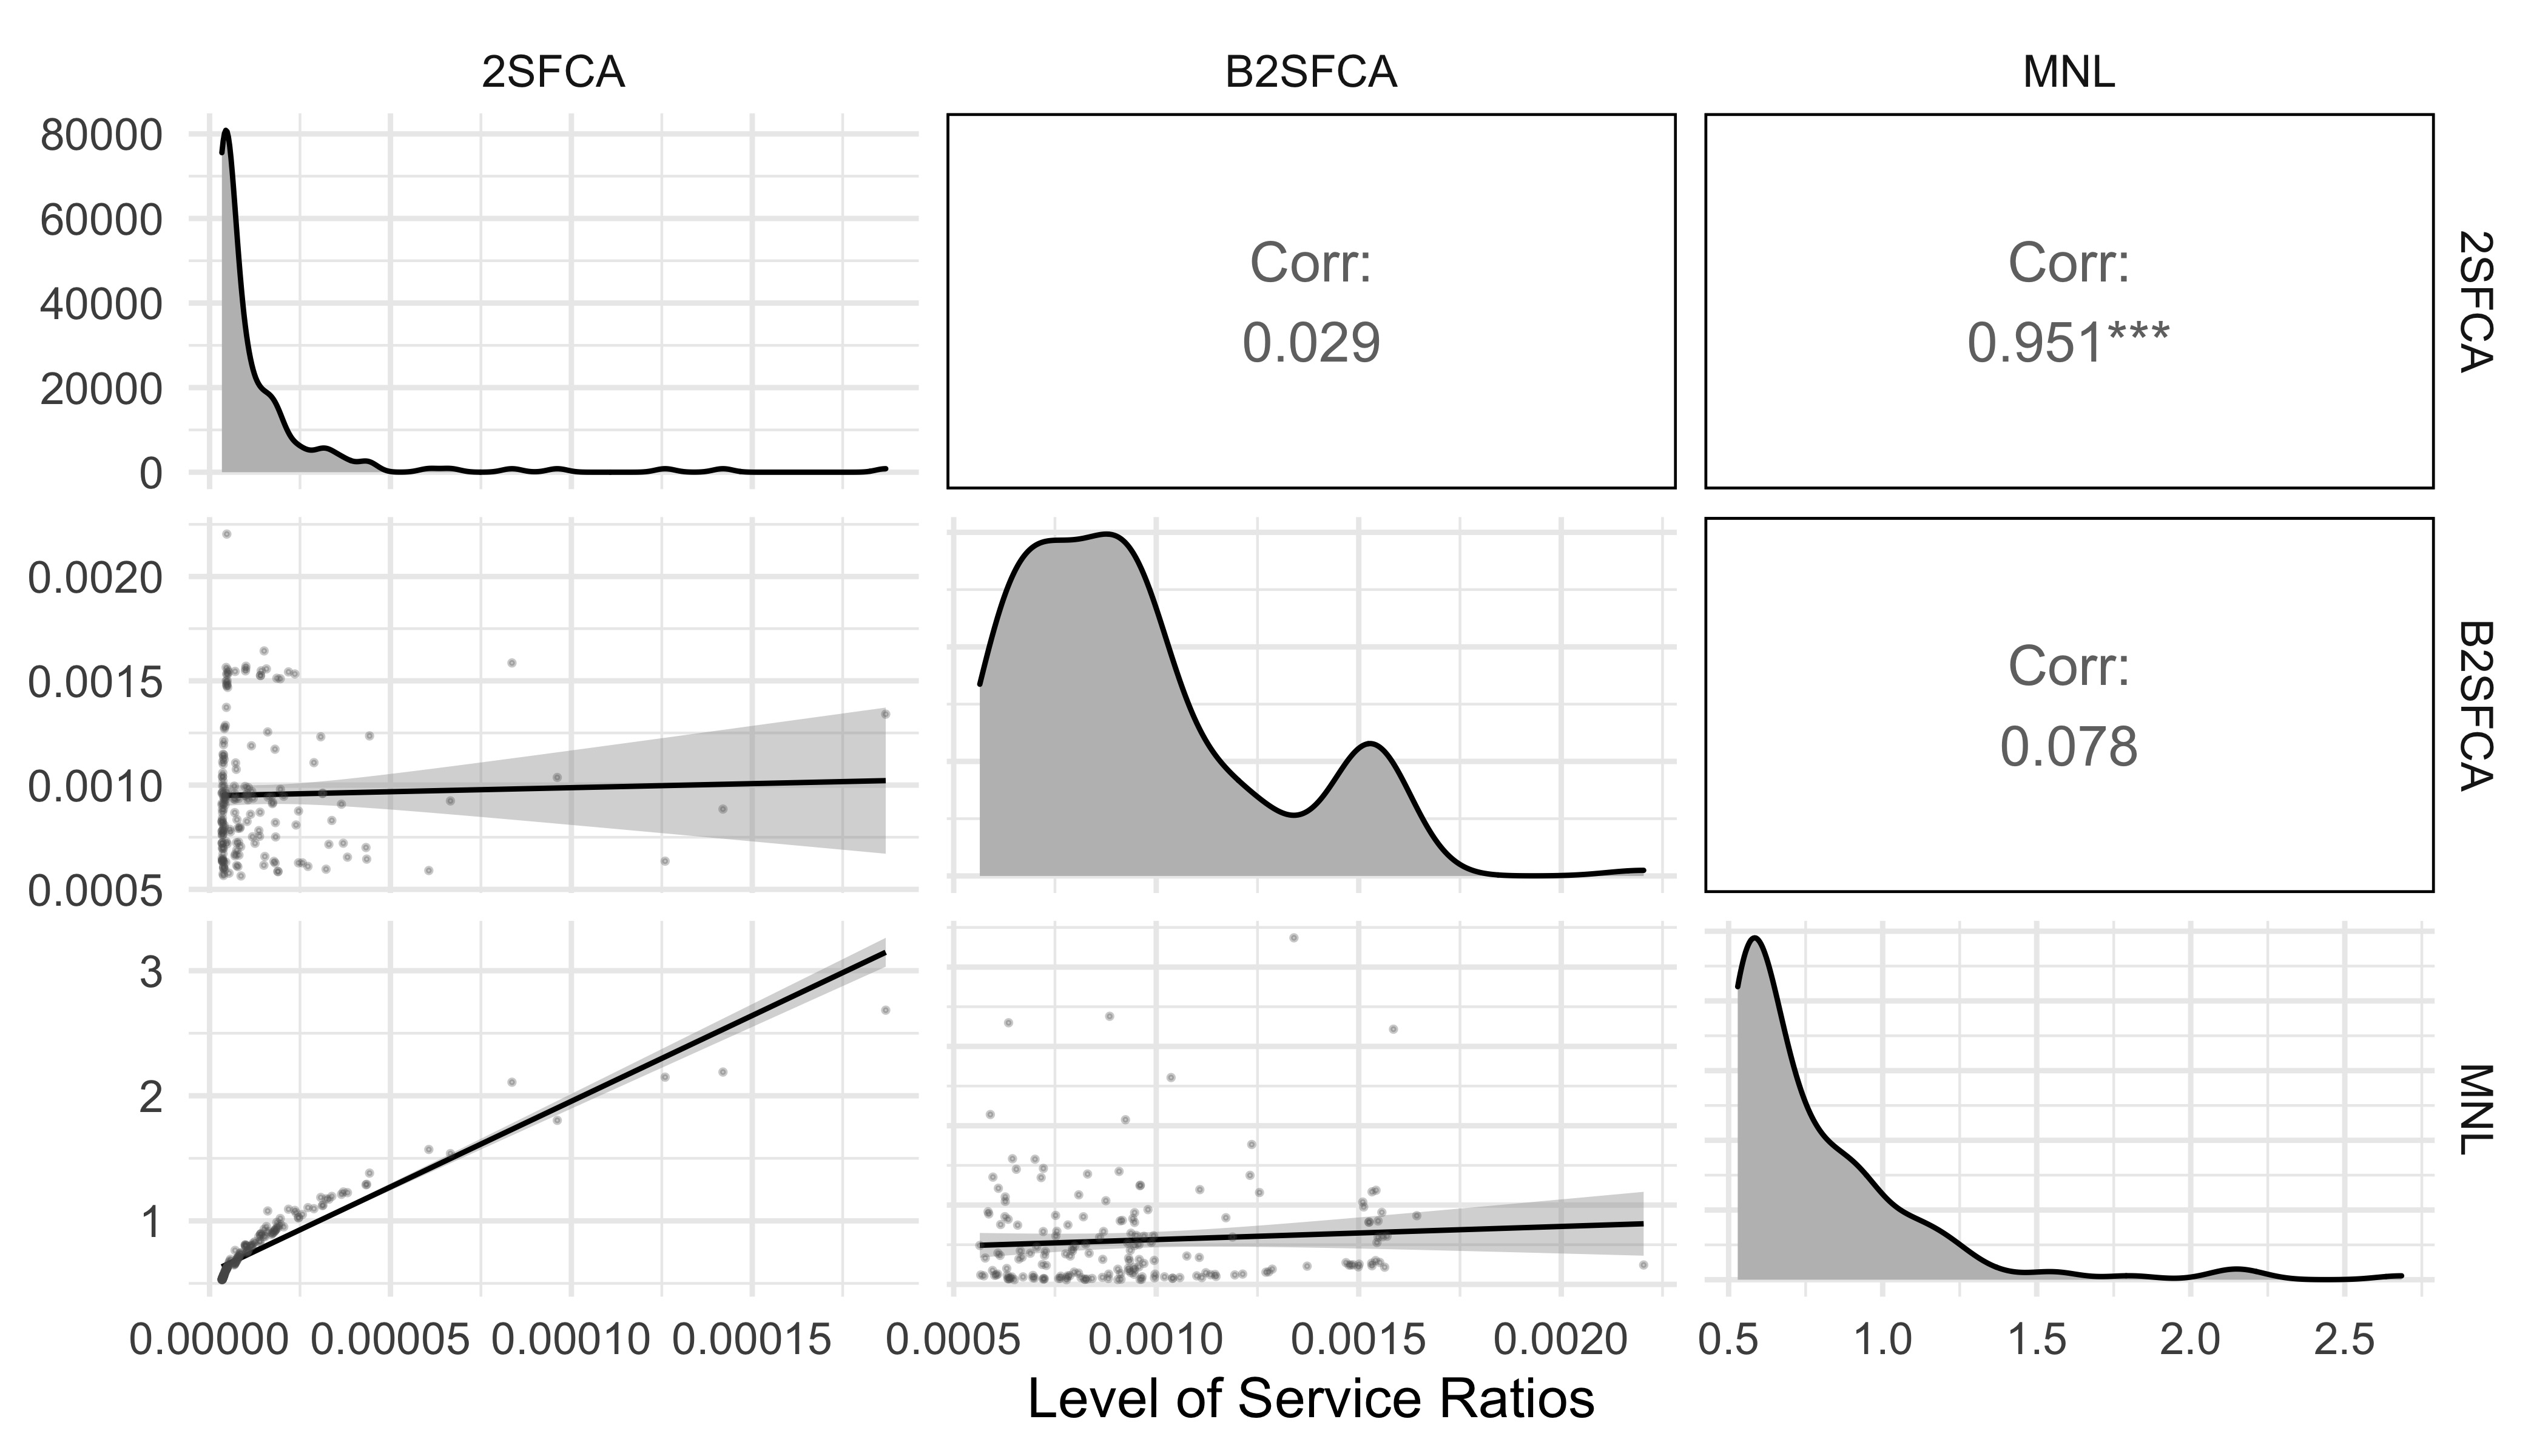 2SFCA
B2SFCA
MNL
80000
60000
40000
20000
0
Corr:
0.029
Corr:
0.951***
2SFCA
0.0020
0.0015
0.0010
0.0005
Corr:
0.078
B2SFCA
3
2
1
MNL
0.00000 0.00005 0.00010 0.00015
0.0005 0.0010 0.0015 0.0020
0.5 1.0 1.5 2.0 2.5
Level of Service Ratios